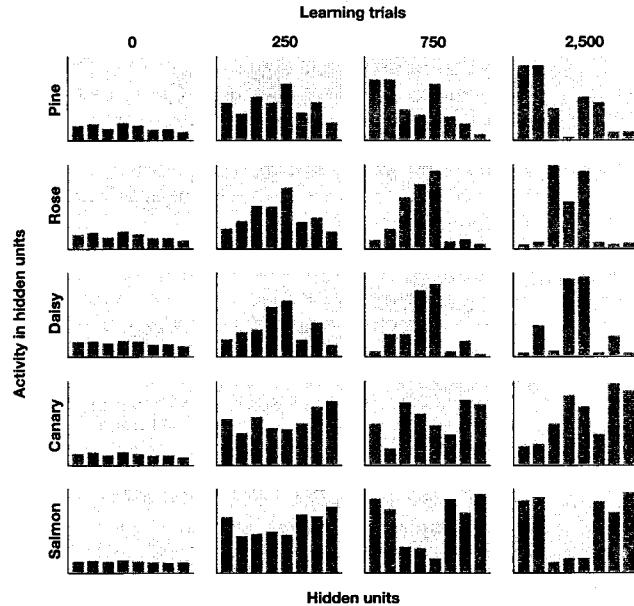 Learning trials
0 250 750 2,500
Pine
Rose
Daisy
Canary
Salmon
Activity in hidden units
Hidden units